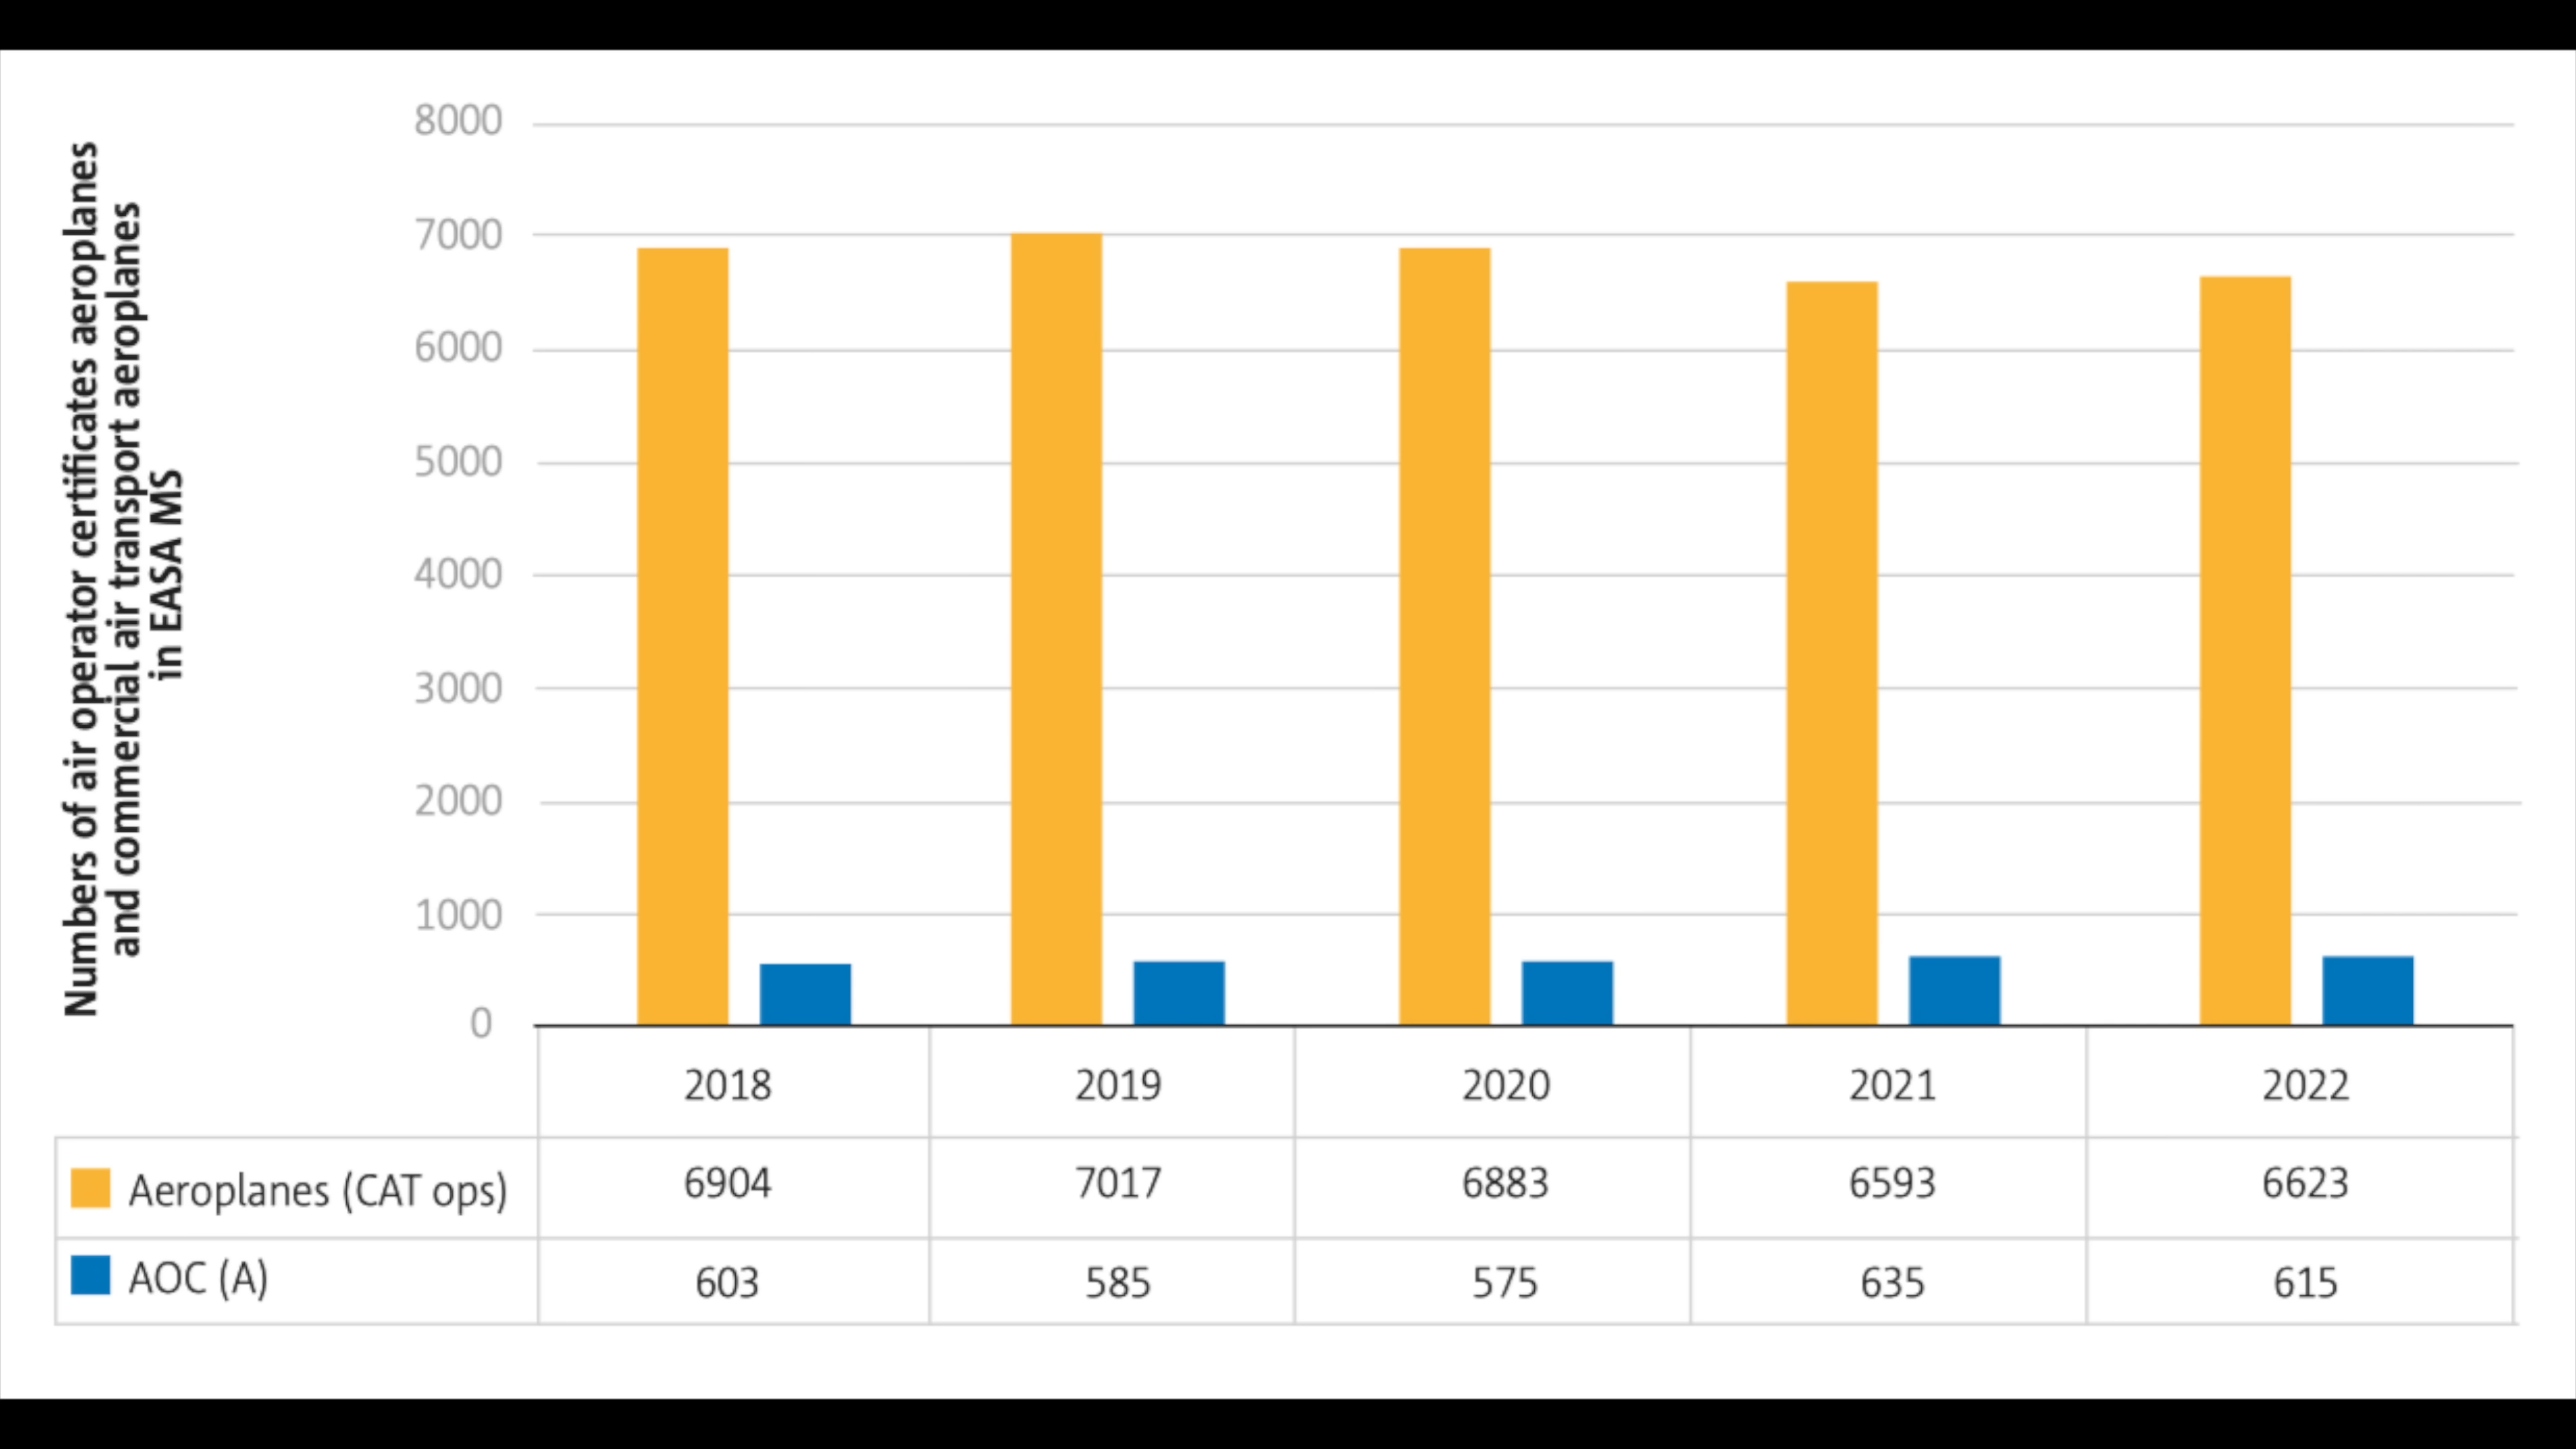 Numbers of air operator certificates aeroplanes
and commercial air transport aeroplanes
in EASA MS
8000
7000
6000
5000
4000
3000
2000
1000
0
2018 2019 2020 2021 2022
Aeroplanes (CAT ops) 6904 7017 6883 6593 6623
AOC (A) 603 585 575 635 615